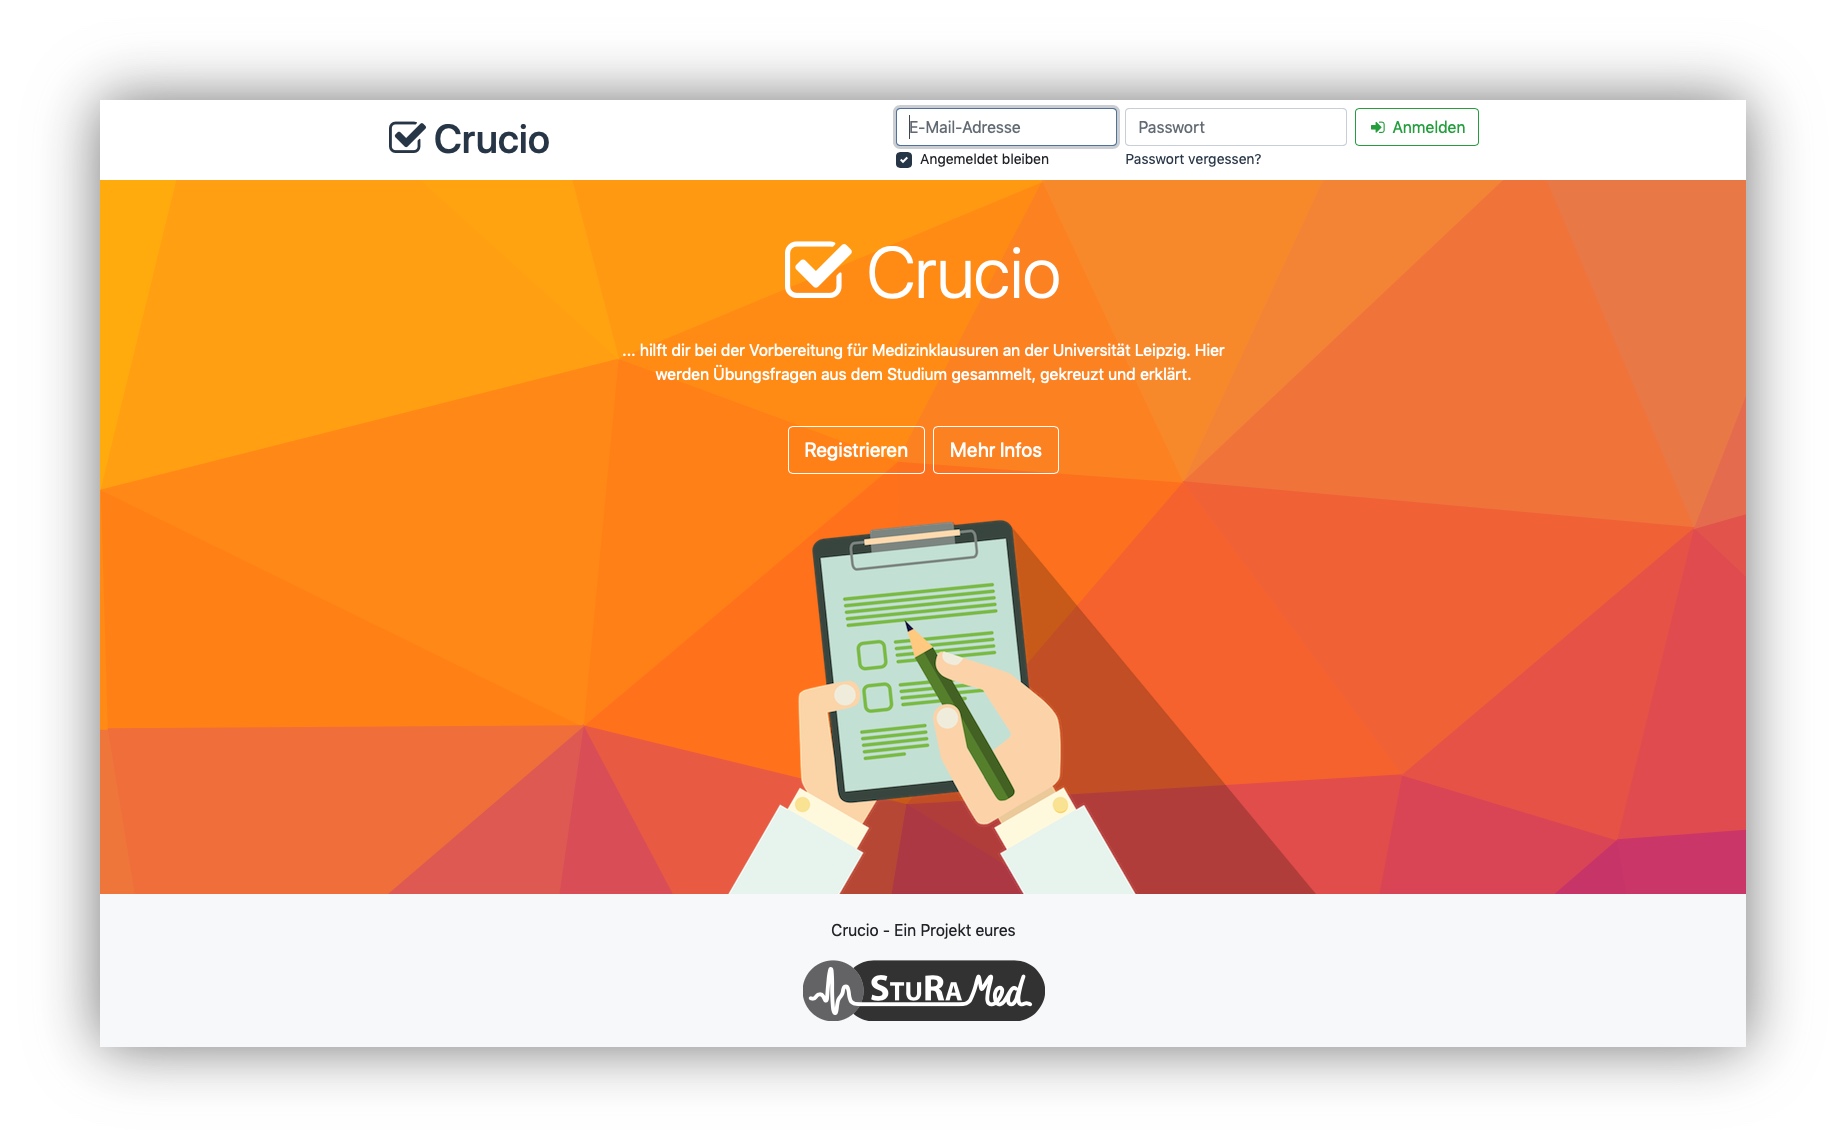 Crucio
E-Mail-Adresse
Passwort
Anmelden
Angemeldet bleiben
Passwort vergessen?
Crucio
... hilft dir bei der Vorbereitung für Medizinklausuren an der Universität Leipzig. Hier
werden Übungsfragen aus dem Studium gesammelt, gekreuzt und erklärt.
Registrieren
Mehr Infos
Crucio - Ein Projekt eures
StuRa Med